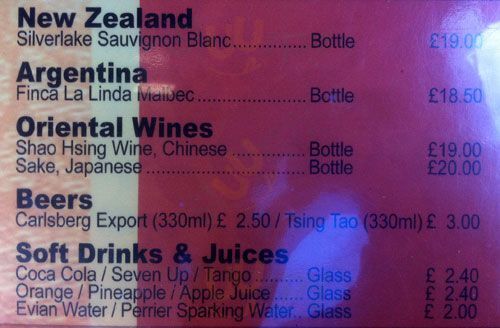 New Zealand
Silverlake Sauvignon Blanc............... Bottle £19.00
Argentina
Finca La Linda Malbec...................... Bottle £18.50
Oriental Wines
Shao Hsing Wine, Chinese ............... Bottle £19.00
Sake, Japanese ............................... Bottle £20.00
Beers
Carlsberg Export (330ml) £ 2.50 / Tsing Tao (330ml) £ 3.00
Soft Drinks & Juices
Coca Cola / Seven Up / Tango .......... Glass £ 2.40
Orange / Pineapple / Apple Juice ...... Glass £ 2.40
Evian Water / Perrier Sparking Water.. Glass £ 2.00